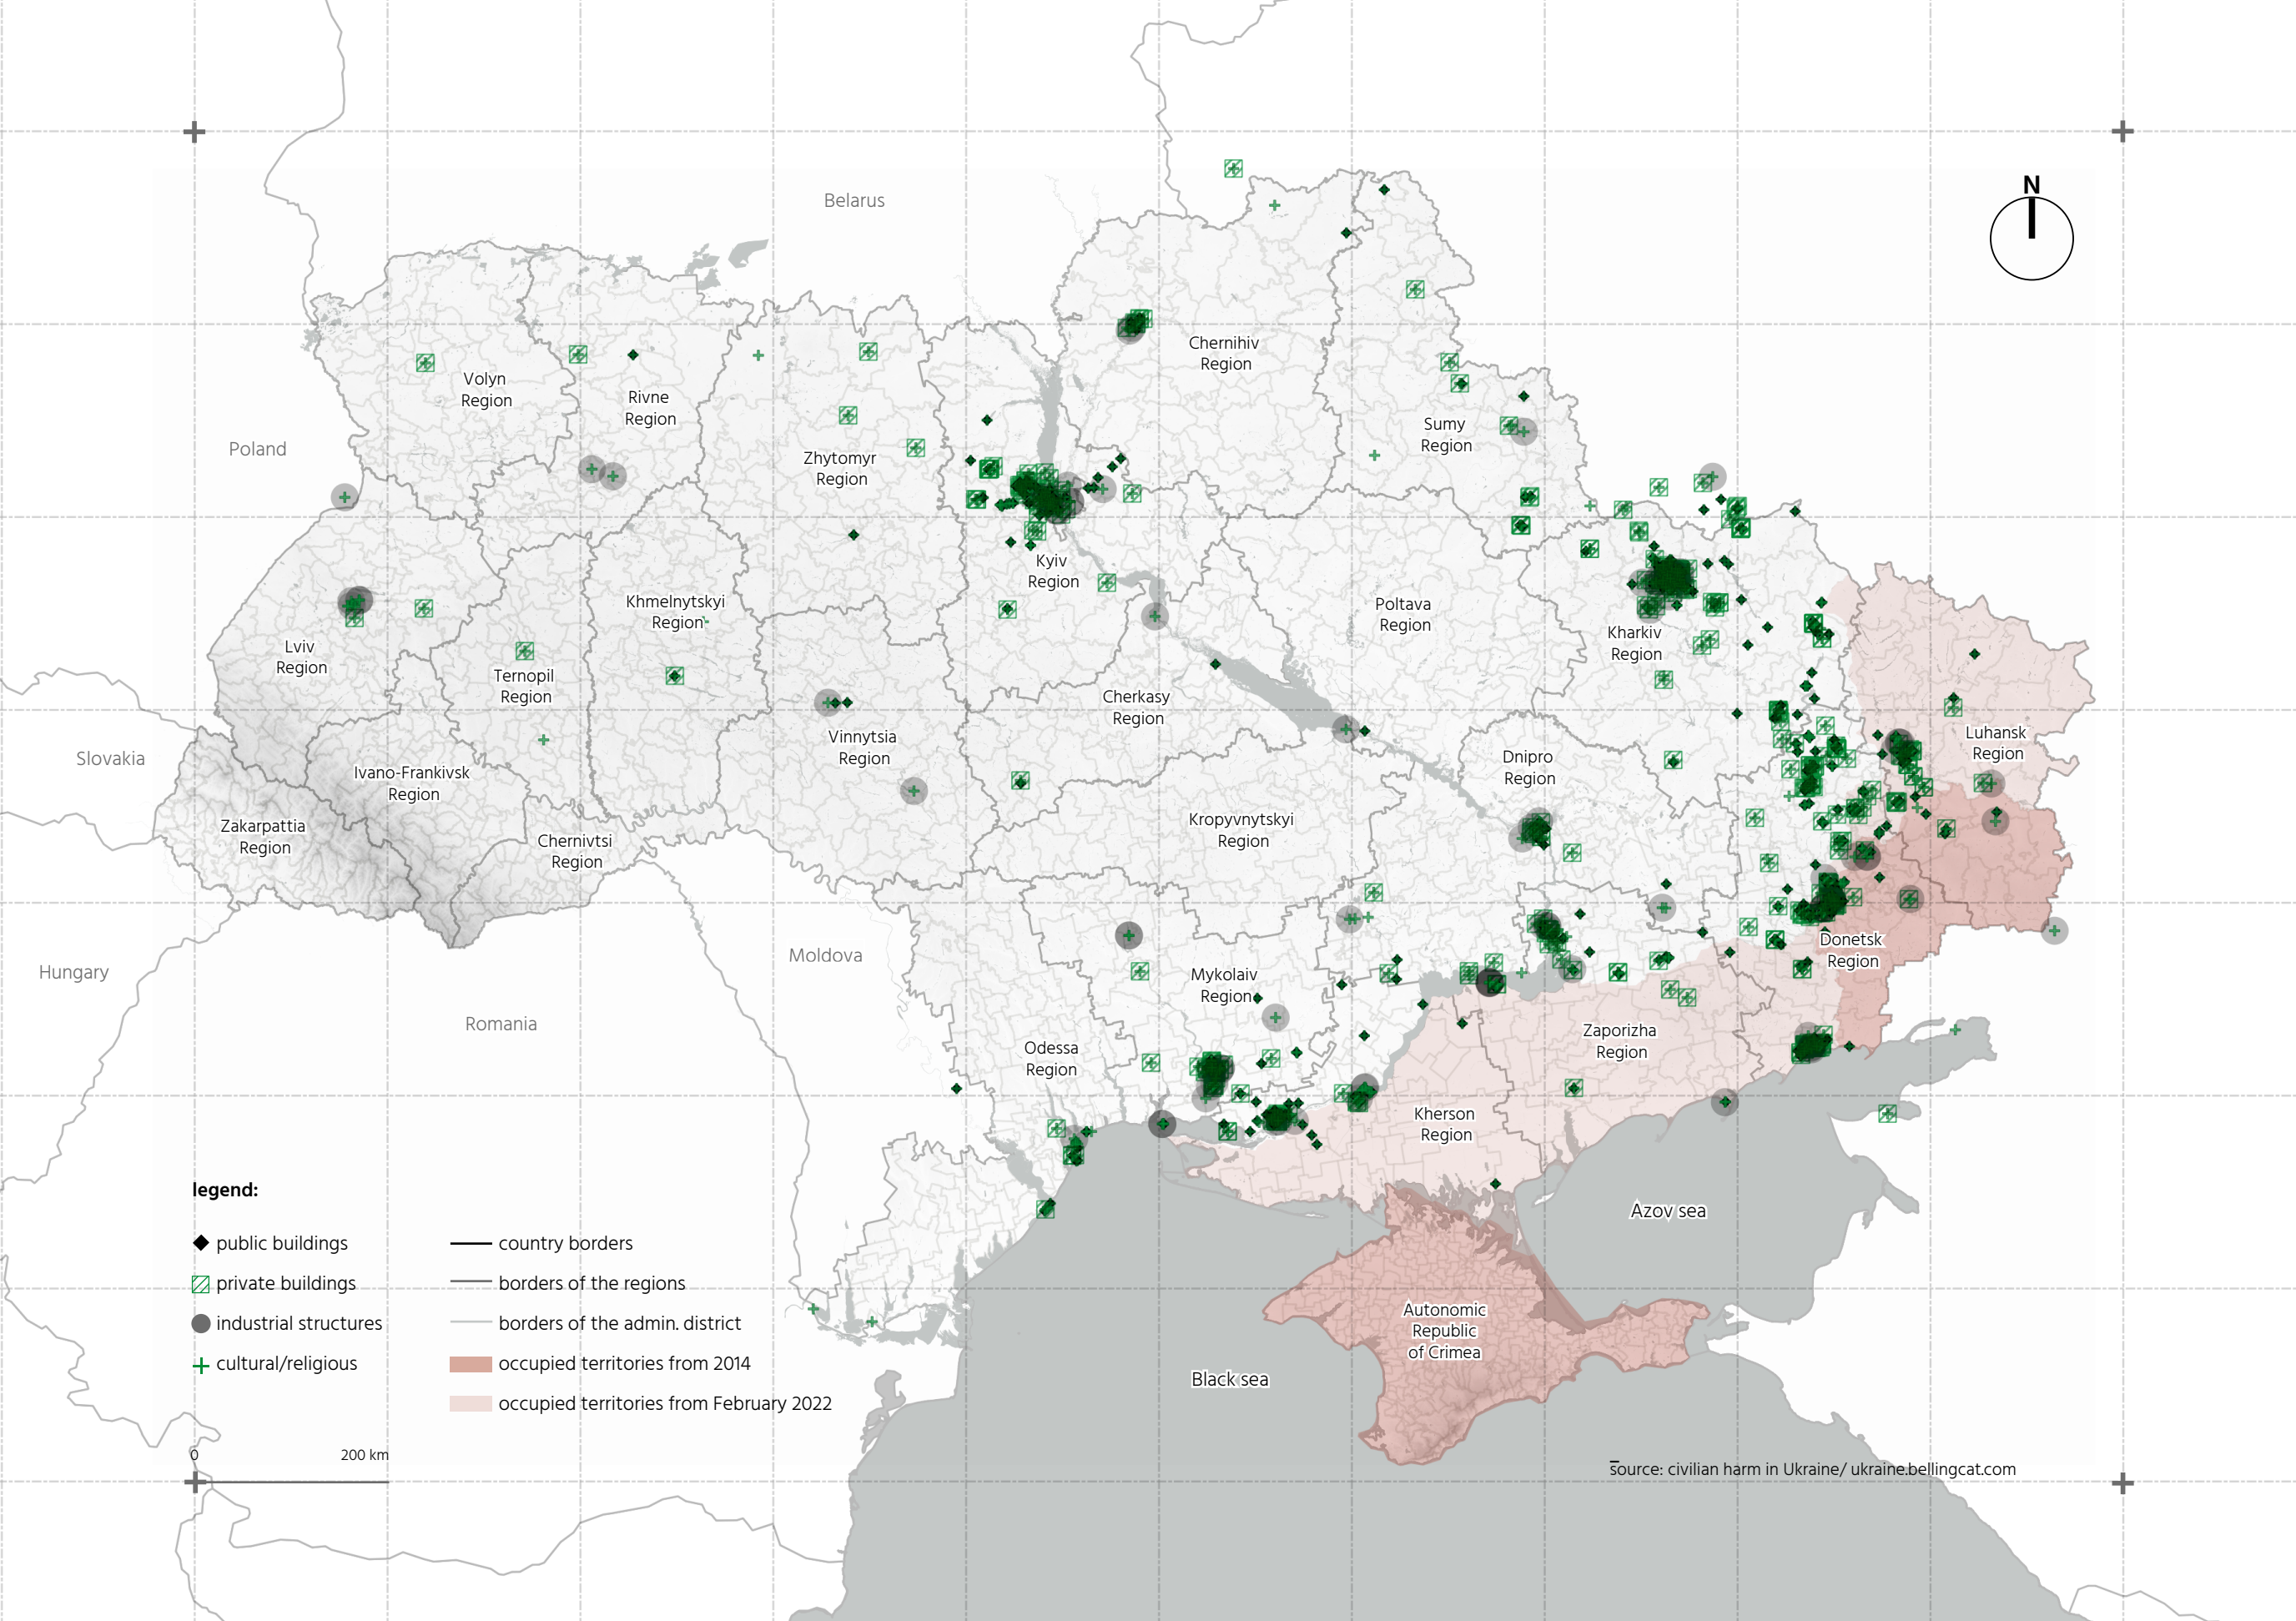 N
Belarus
Chernihiv
Region
Volyn
Region
Rivne
Region
Sumy
Region
Poland
Zhytomyr
Region
Kyiv
Region
Khmelnytskyi
Region
Poltava
Region
Kharkiv
Region
Lviv
Region
Ternopil
Region
Cherkasy
Region
Vinnytsia
Region
Luhansk
Region
Slovakia
Ivano-Frankivsk
Region
Dnipro
Region
Zakarpattia
Region
Chernivtsi
Region
Kropyvnytskyi
Region
Donetsk
Region
Moldova
Hungary
Mykolaiv
Region
Romania
Odessa
Region
Zaporizha
Region
Kherson
Region
Azov sea
Autonomic
Republic
of Crimea
Black sea
legend:
public buildings
private buildings
industrial structures
cultural/religious
country borders
borders of the regions
borders of the admin. district
occupied territories from 2014
occupied territories from February 2022
0 200 km
source: civilian harm in Ukraine/ ukraine.bellingcat.com